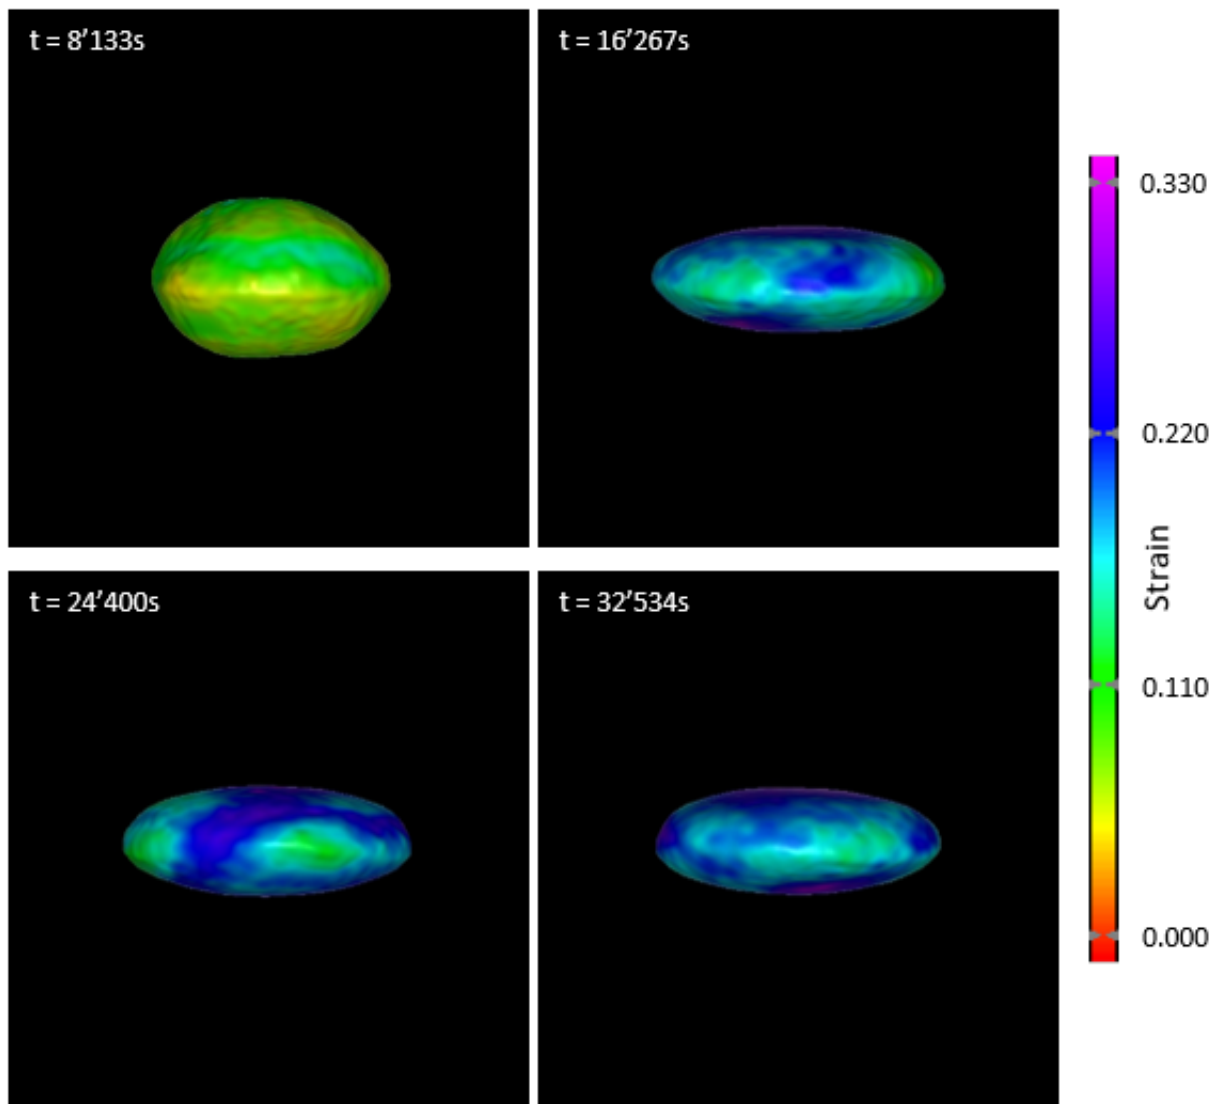 t = 8’133s
t = 16’267s
t = 24’400s
t = 32’534s
0.330
0.220
Strain
0.110
0.000